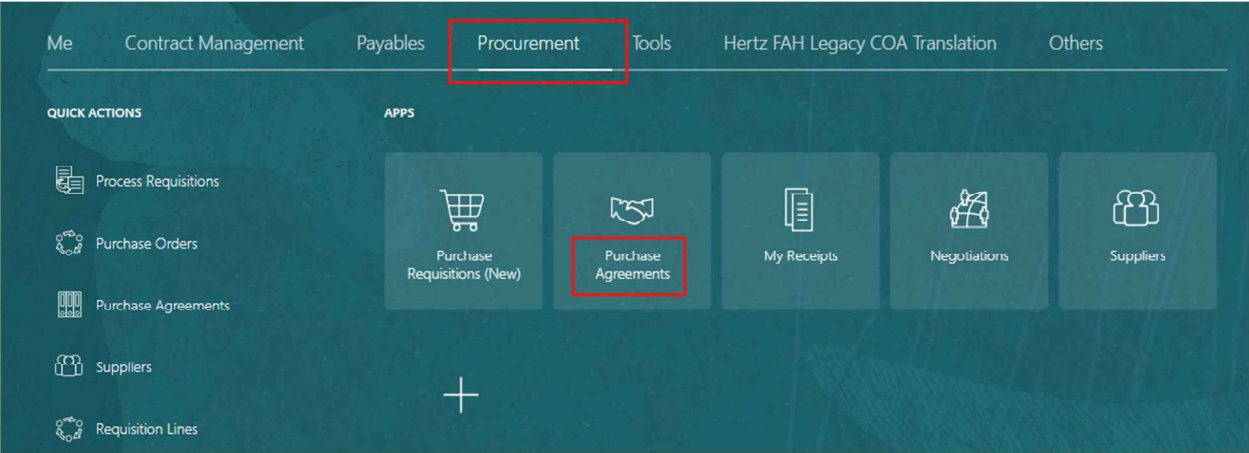 Me Contract Management Payables Procurement Tools Hertz FAH Legacy COA Translation Others
QUICK ACTIONS
Process Requisitions
Purchase Orders
Purchase Agreements
Suppliers
Requisition Lines
APPS
Purchase
Requisitions (New)
Purchase
Agreements
My Receipts
Negotiations
Suppliers